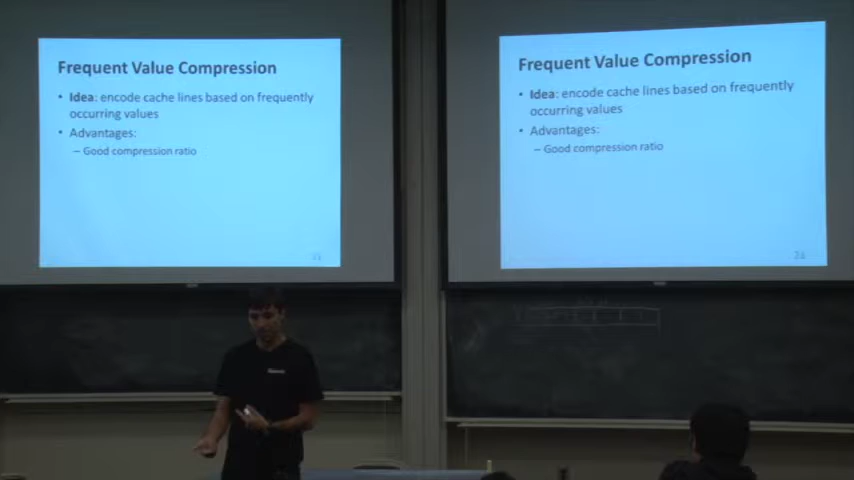 Frequent Value Compression
• Idea: encode cache lines based on frequently
occurring values
• Advantages:
– Good compression ratio
Frequent Value Compression
• Idea: encode cache lines based on frequently
occurring values
• Advantages:
– Good compression ratio